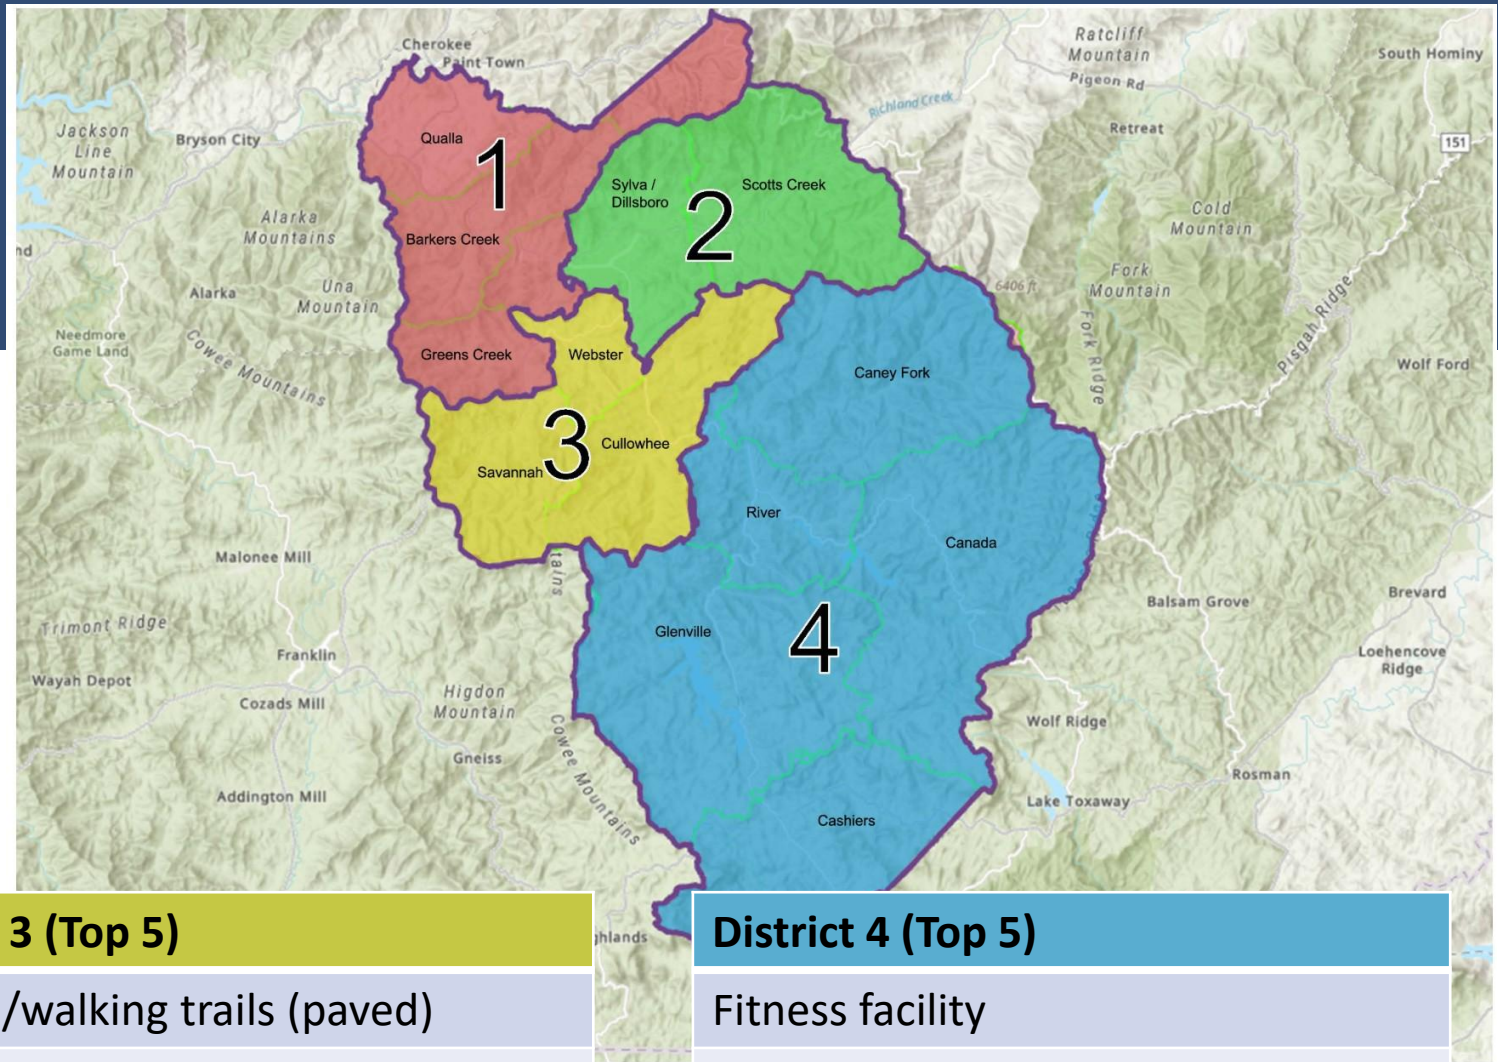 Cherokee
Paint Town
Ratcliff
Mountain
South Hominy
Pigeon Rd
Richland Creek
Jackson
Line
Mountain
Bryson City
Qualla
1
Retreat
151
Sylva /
Dillsboro
Scotts Creek
2
Alarka
Mountains
Barkers Creek
Cold
Mountain
nd
Alarka
Una
Mountain
6406 ft
Fork
Mountain
Needmore
Game Land
Cowee Mountains
Greens Creek
Webster
Caney Fork
Fork Ridge
Pisgah Ridge
Wolf Ford
3
Cullowhee
Savannah
River
Canada
Malonee Mill
tains
Balsam Grove
Brevard
Trimont Ridge
Glenville
4
Franklin
Loehencove
Ridge
Wayah Depot
Cozads Mill
Higdon
Mountain
Wolf Ridge
Gneiss
Cowee Mountains
Rosman
Addington Mill
Lake Toxaway
Cashiers
ghlands
3 (Top 5)
/walking trails (paved)
District 4 (Top 5)
Fitness facility